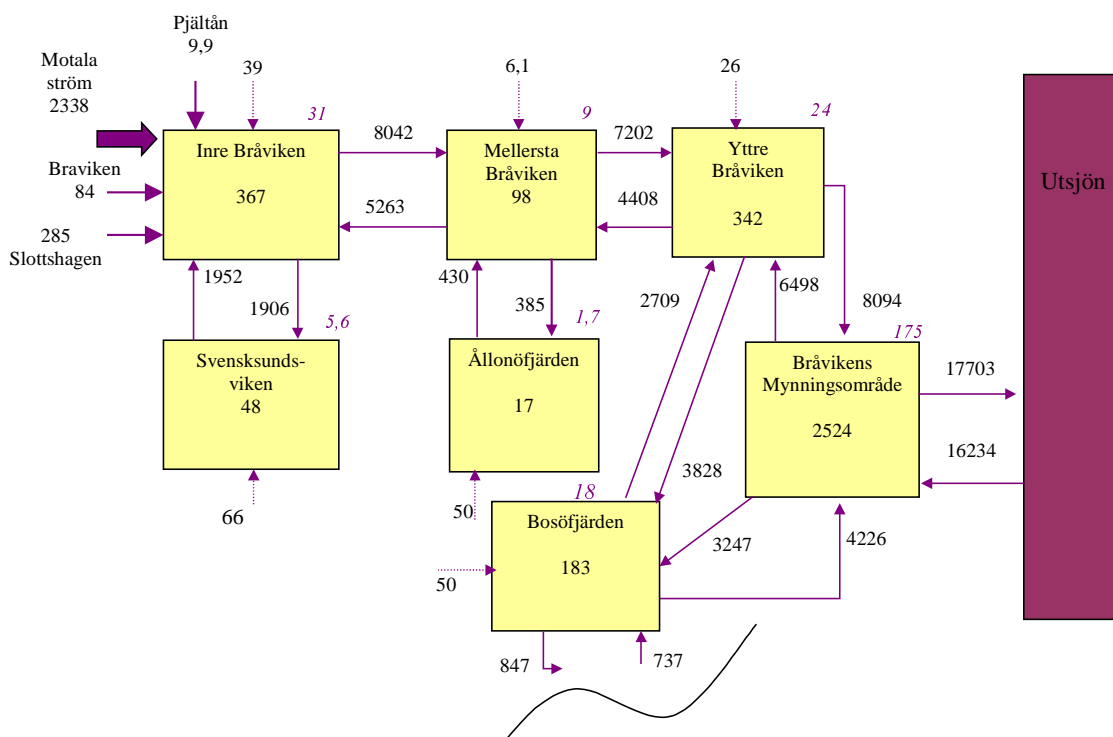 Pjältån
9,9
Motala
ström
2338
39
6,1
26
31
9
24
Inre Bråviken
367
8042
Mellersta
Bråviken
98
7202
Yttre
Bråviken
342
Utsjön
Braviken
84
5263
4408
285
Slottshagen
1952
1906
430
385
2709
6498
8094
5,6
1,7
175
Svensksunds-
viken
48
Ållonöfjärden
17
Bråvikens
Mynningsområde
2524
17703
16234
66
50
18
3828
Bosöfjärden
183
3247
4226
50
847
737